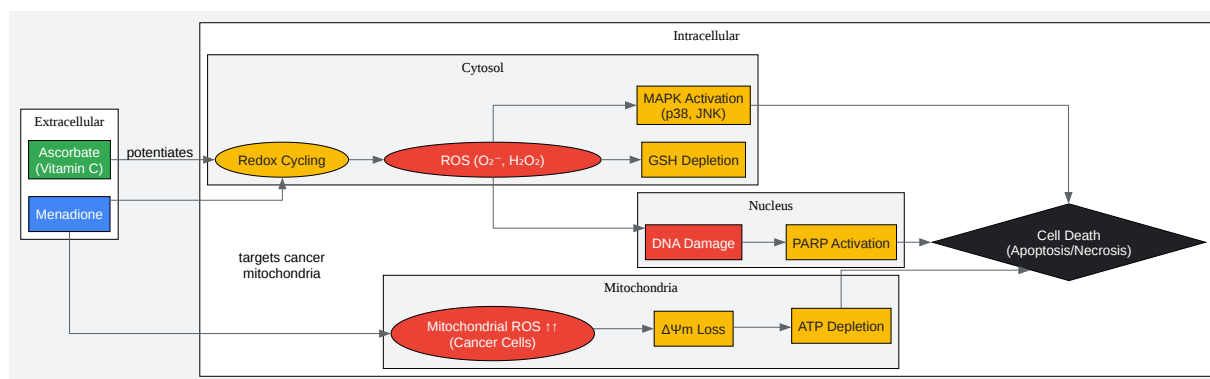 Intracellular
Cytosol
Extracellular
Ascorbate
(Vitamin C)
potentiates
Menadione
Redox Cycling
ROS (O₂⁻, H₂O₂)
MAPK Activation
(p38, JNK)
GSH Depletion
Nucleus
DNA Damage
PARP Activation
Cell Death
(Apoptosis/Necrosis)
targets cancer
mitochondria
Mitochondria
Mitochondrial ROS ↑↑
(Cancer Cells)
ΔΨm Loss
ATP Depletion